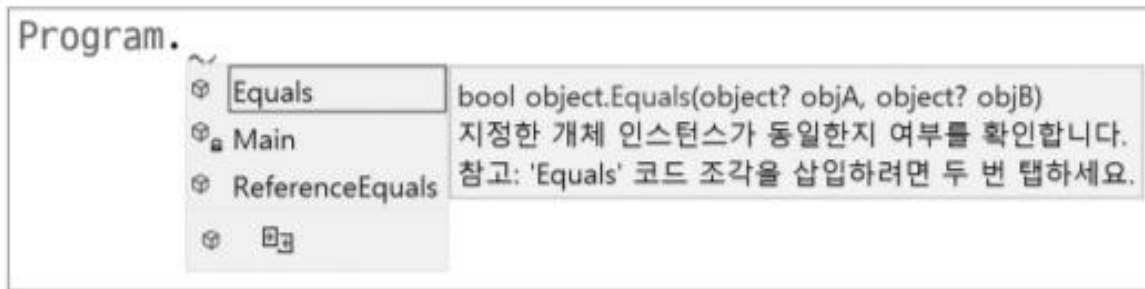 Program.
Equals
Main
ReferenceEquals
bool object.Equals(object? objA, object? objB)
지정한 개체 인스턴스가 동일한지 여부를 확인합니다.
참고: 'Equals' 코드 조각을 삽입하려면 두 번 탭하세요.